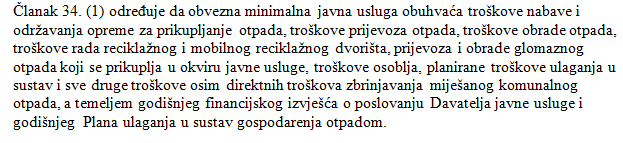 Članak 34. (1) određuje da obvezna minimalna javna usluga obuhvaća troškove nabave i
održavanja opreme za prikupljanje otpada, troškove prijevoza otpada, troškove obrade otpada,
troškove rada reciklažnog i mobilnog reciklažnog dvorišta, prijevoza i obrade glomaznog
otpada koji se prikuplja u okviru javne usluge, troškove osoblja, planirane troškove ulaganja u
sustav i sve druge troškove osim direktnih troškova zbrinjavanja miješanog komunalnog
otpada, a temeljem godišnjeg financijskog izvješća o poslovanju Davatelja javne usluge i
godišnjeg Plana ulaganja u sustav gospodarenja otpadom.